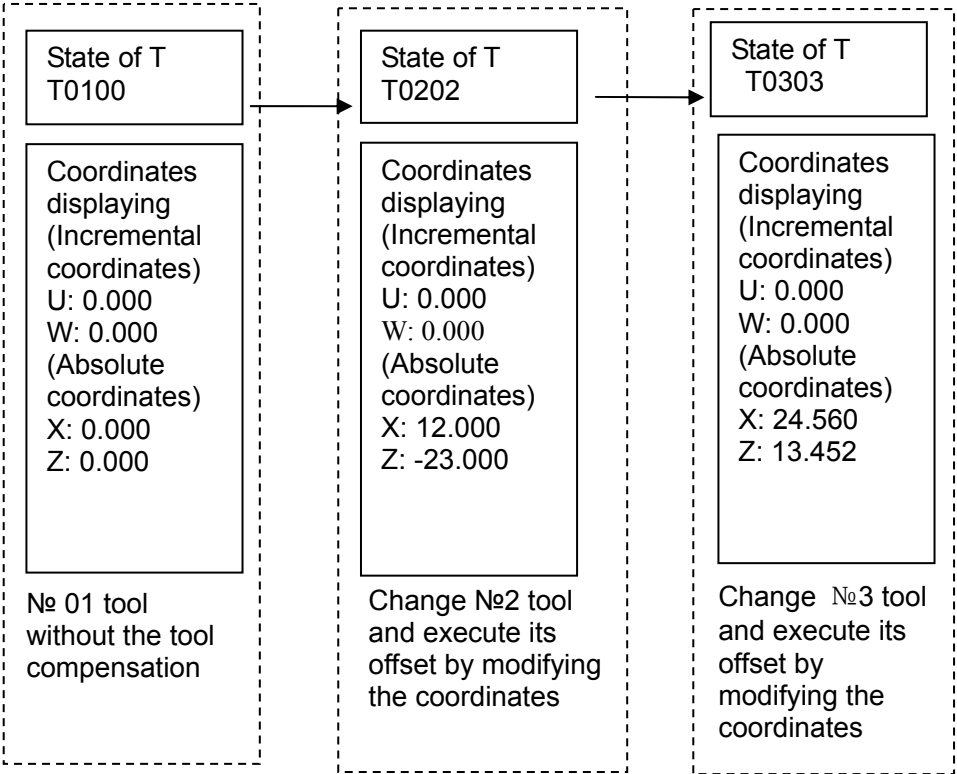 State of T
T0100
Coordinates
displaying
(Incremental
coordinates)
U: 0.000
W: 0.000
(Absolute
coordinates)
X: 0.000
Z: 0.000
№ 01 tool
without the tool
compensation
State of T
T0202
Coordinates
displaying
(Incremental
coordinates)
U: 0.000
W: 0.000
(Absolute
coordinates)
X: 12.000
Z: -23.000
Change №2 tool
and execute its
offset by modifying
the coordinates
State of T
T0303
Coordinates
displaying
(Incremental
coordinates)
U: 0.000
W: 0.000
(Absolute
coordinates)
X: 24.560
Z: 13.452
Change №3 tool
and execute its
offset by
modifying the
coordinates